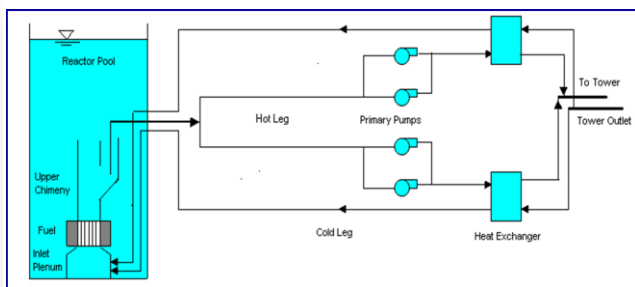 Reactor Pool
To Tower
Hot Leg
Primary Pumps
Tower Outlet
Upper
Chimeny
Fuel
Inlet
Plenum
Cold Leg
Heat Exchanger